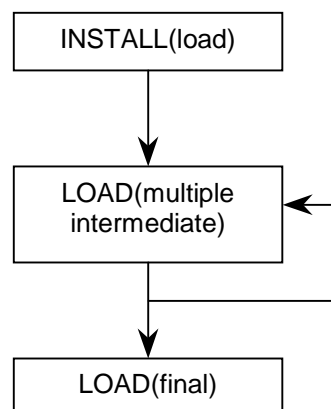 INSTALL(load)
LOAD(multiple
intermediate)
LOAD(final)